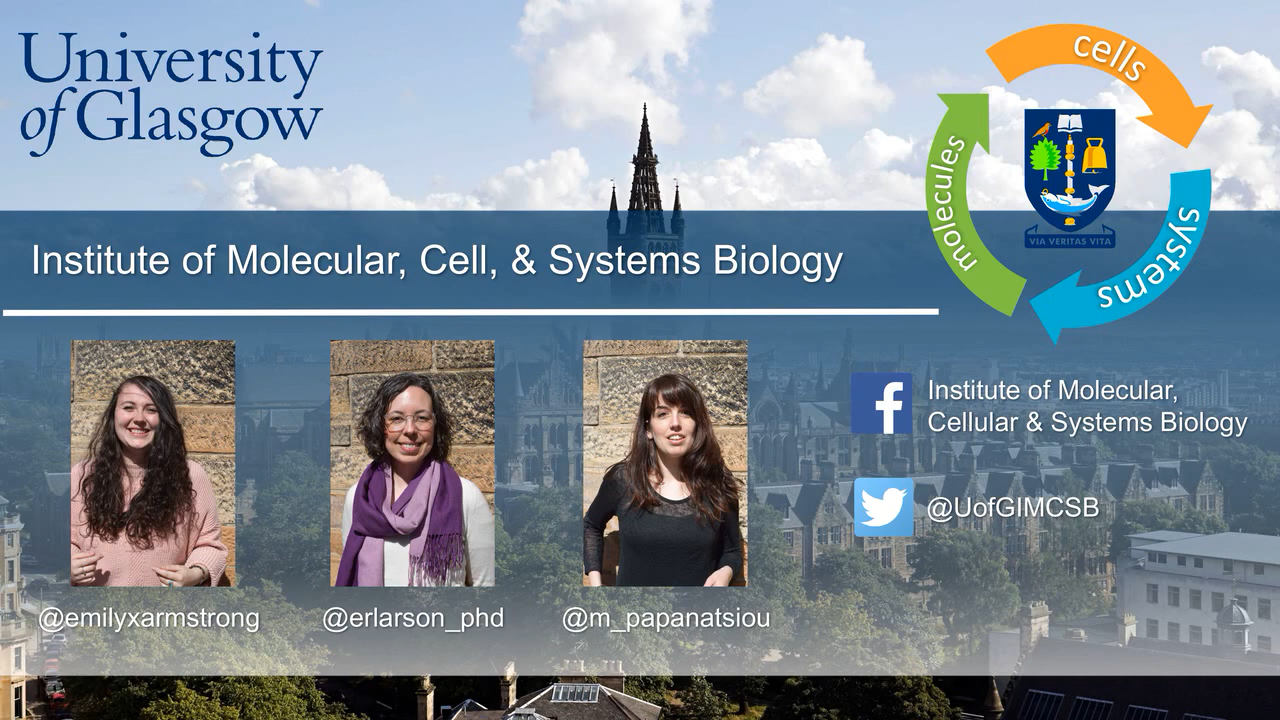 University
of Glasgow
cells
molecules
systems
VIA VERITAS VITA
Institute of Molecular, Cell, & Systems Biology
Institute of Molecular,
Cellular & Systems Biology
@UofGIMCSB
@emilyxarmstrong
@erlarson_phd
@m_papanatsiou